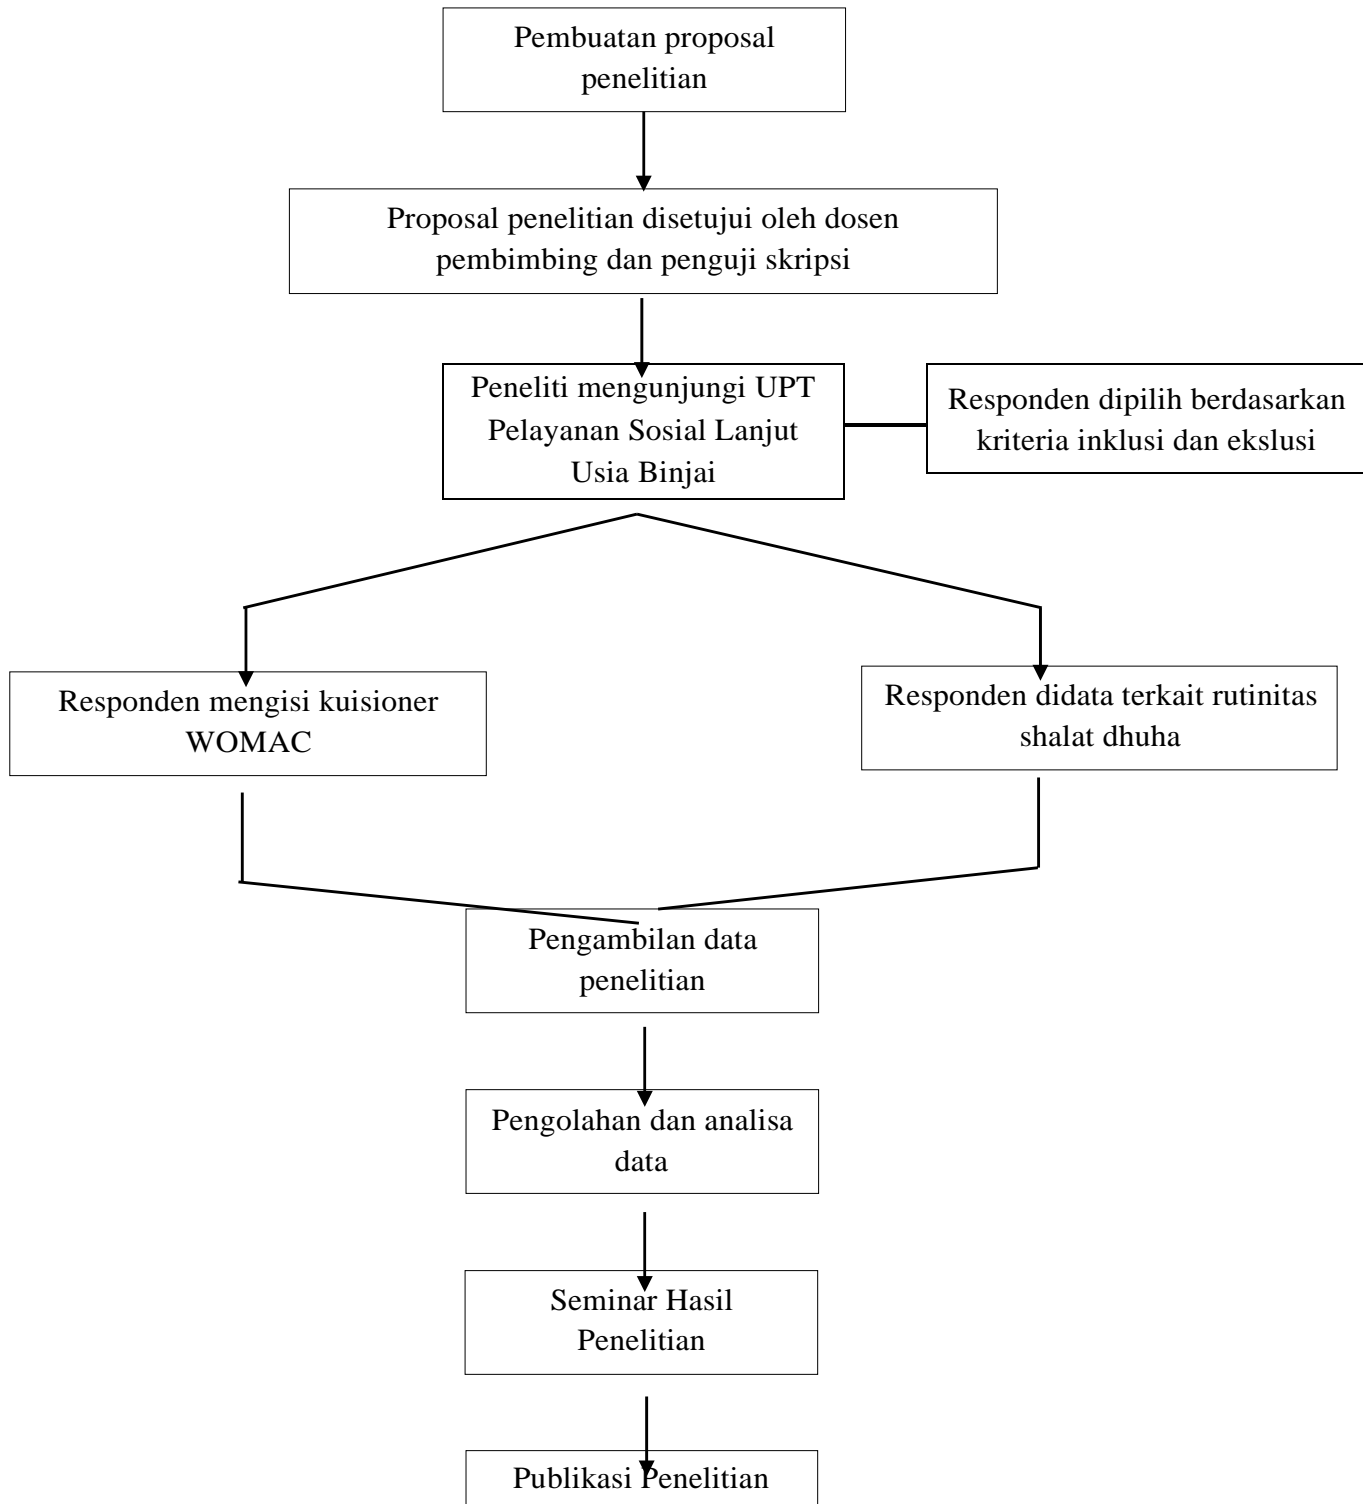 Pembuatan proposal
penelitian
Proposal penelitian disetujui oleh dosen
pembimbing dan penguji skripsi
Peneliti mengunjungi UPT
Pelayanan Sosial Lanjut
Usia Binjai
Responden dipilih berdasarkan
kriteria inklusi dan ekslusi
Responden mengisi kuisioner
WOMAC
Responden didata terkait rutinitas
shalat dhuha
Pengambilan data
penelitian
Pengolahan dan analisa
data
Seminar Hasil
Penelitian
Publikasi Penelitian